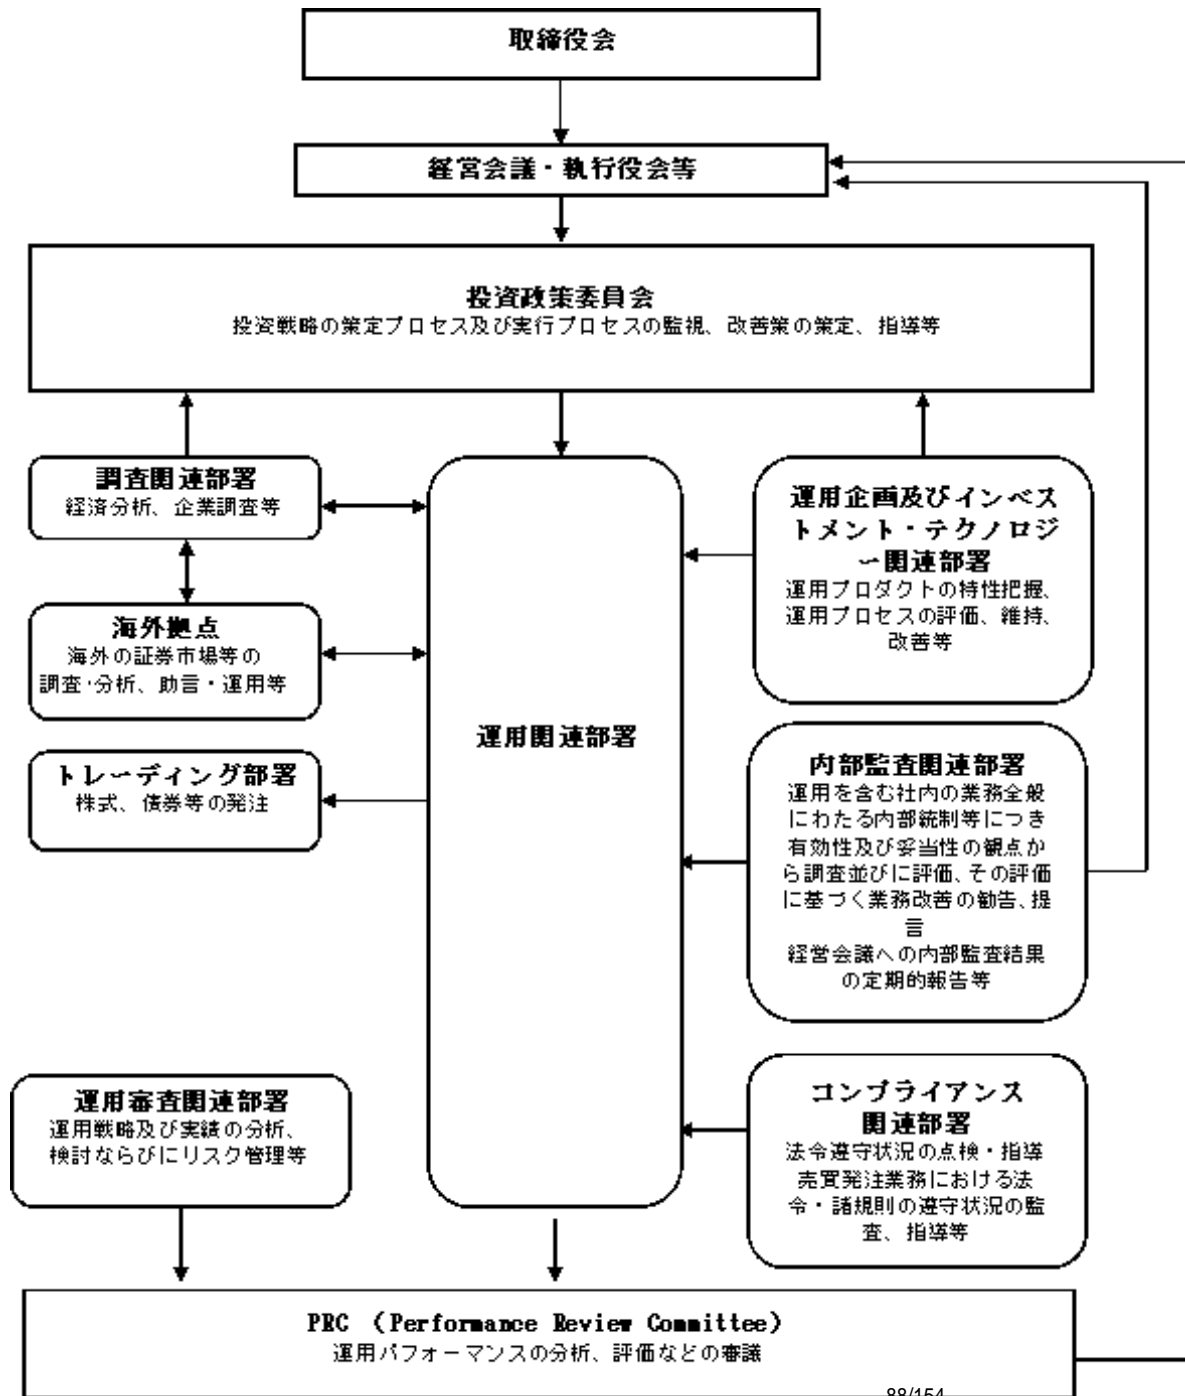 取締役会
経営会議・執行役会等
投資政策委員会
投資戦略の策定プロセス及び実行プロセスの監視、改善策の策定、指導等
調査関連部署
経済分析、企業調査等
海外拠点
海外の証券市場等の
調査・分析、助言・運用等
トレーディング部署
株式、債券等の発注
運用審査関連部署
運用戦略及び実績の分析、
検討ならびにリスク管理等
運用関連部署
運用企画及びインベス
トメント・テクノロジ
ー関連部署
運用プロダクトの特性把握、
運用プロセスの評価、維持、
改善等
内部監査関連部署
運用を含む社内の業務全般
にわたる内部統制等につき
有効性及び妥当性の観点か
ら調査並びに評価、その評価
に基づく業務改善の勧告、提
言
経営会議への内部監査結果
の定期的報告等
コンプライアンス
関連部署
法令遵守状況の点検・指導
売買発注業務における法
令・諸規則の遵守状況の監
査、指導等
PRC （Performance Review Committee）
運用パフォーマンスの分析、評価などの審議
88/154